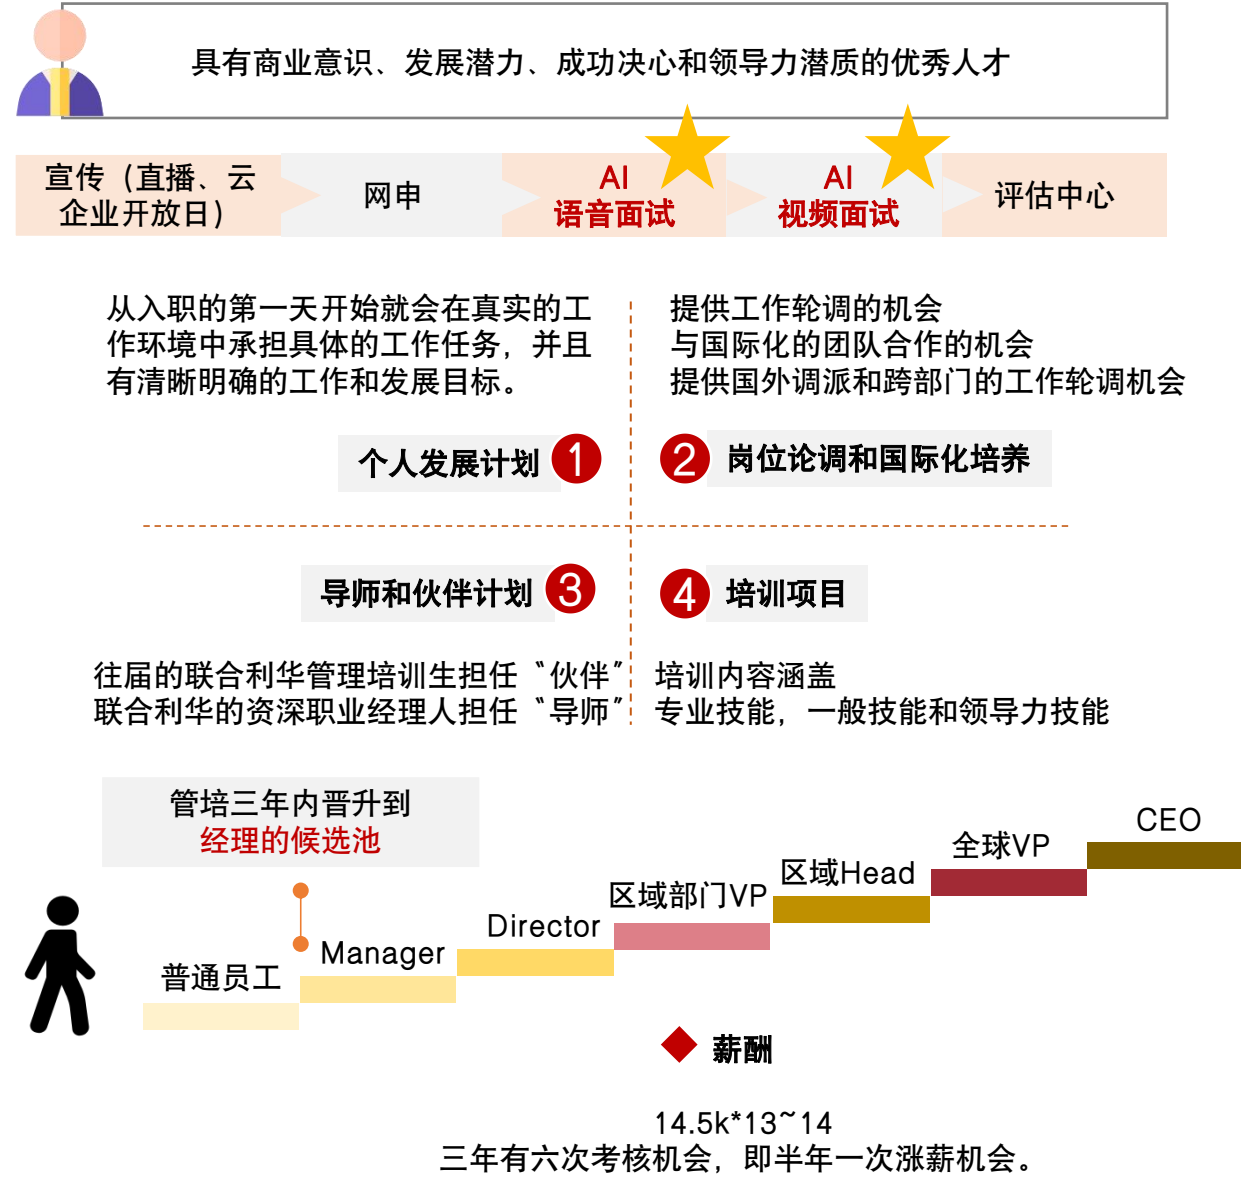 具有商业意识、发展潜力、成功决心和领导力潜质的优秀人才
宣传（直播、云
企业开放日）
网申
AI
语音面试
AI
视频面试
评估中心
从入职的第一天开始就会在真实的工
作环境中承担具体的工作任务，并且
有清晰明确的工作和发展目标。
提供工作轮调的机会
与国际化的团队合作的机会
提供国外调派和跨部门的工作轮调机会
个人发展计划 1
2 岗位论调和国际化培养
导师和伙伴计划 3
4 培训项目
往届的联合利华管理培训生担任“伙伴”
联合利华的资深职业经理人担任“导师”
培训内容涵盖
专业技能，一般技能和领导力技能
管培三年内晋升到
经理的候选池
普通员工
Manager
Director
区域部门VP
区域Head
全球VP
CEO
薪酬
14.5k*13~14
三年有六次考核机会，即半年一次涨薪机会。